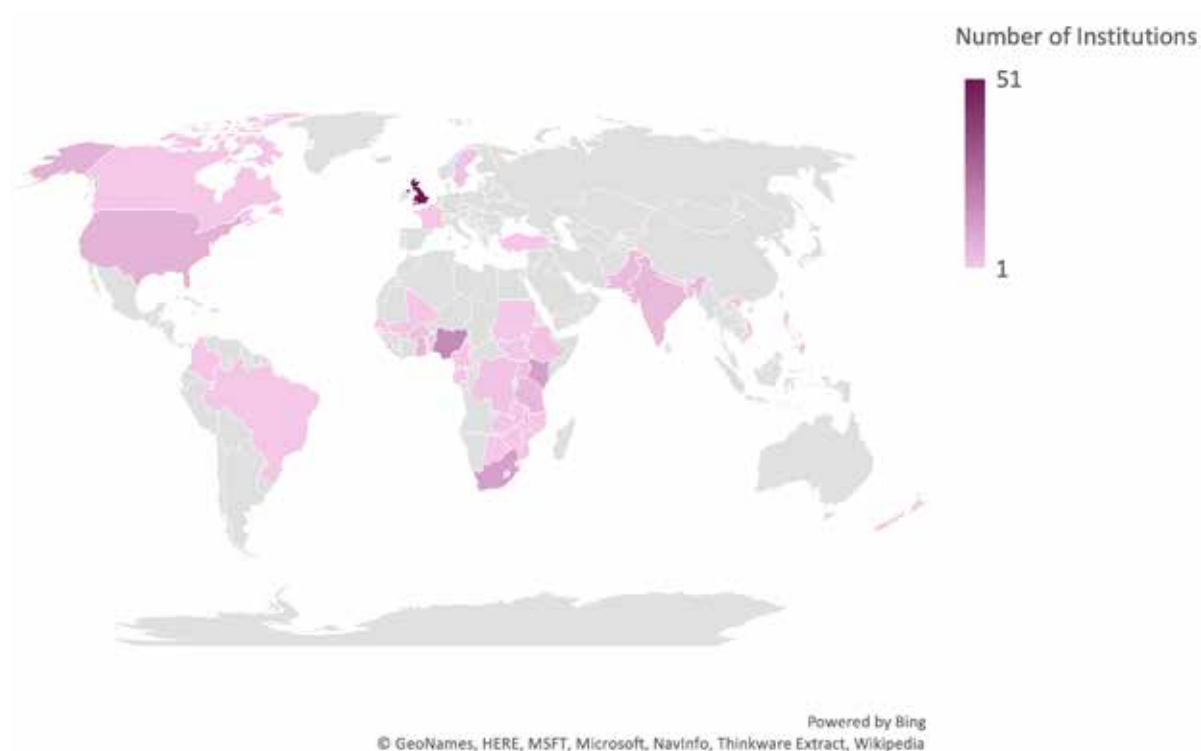 Number of Institutions
51
1
Powered by Bing
© GeoNames, HERE, MSFT, Microsoft, NavInfo, Thinkware Extract, Wikipedia